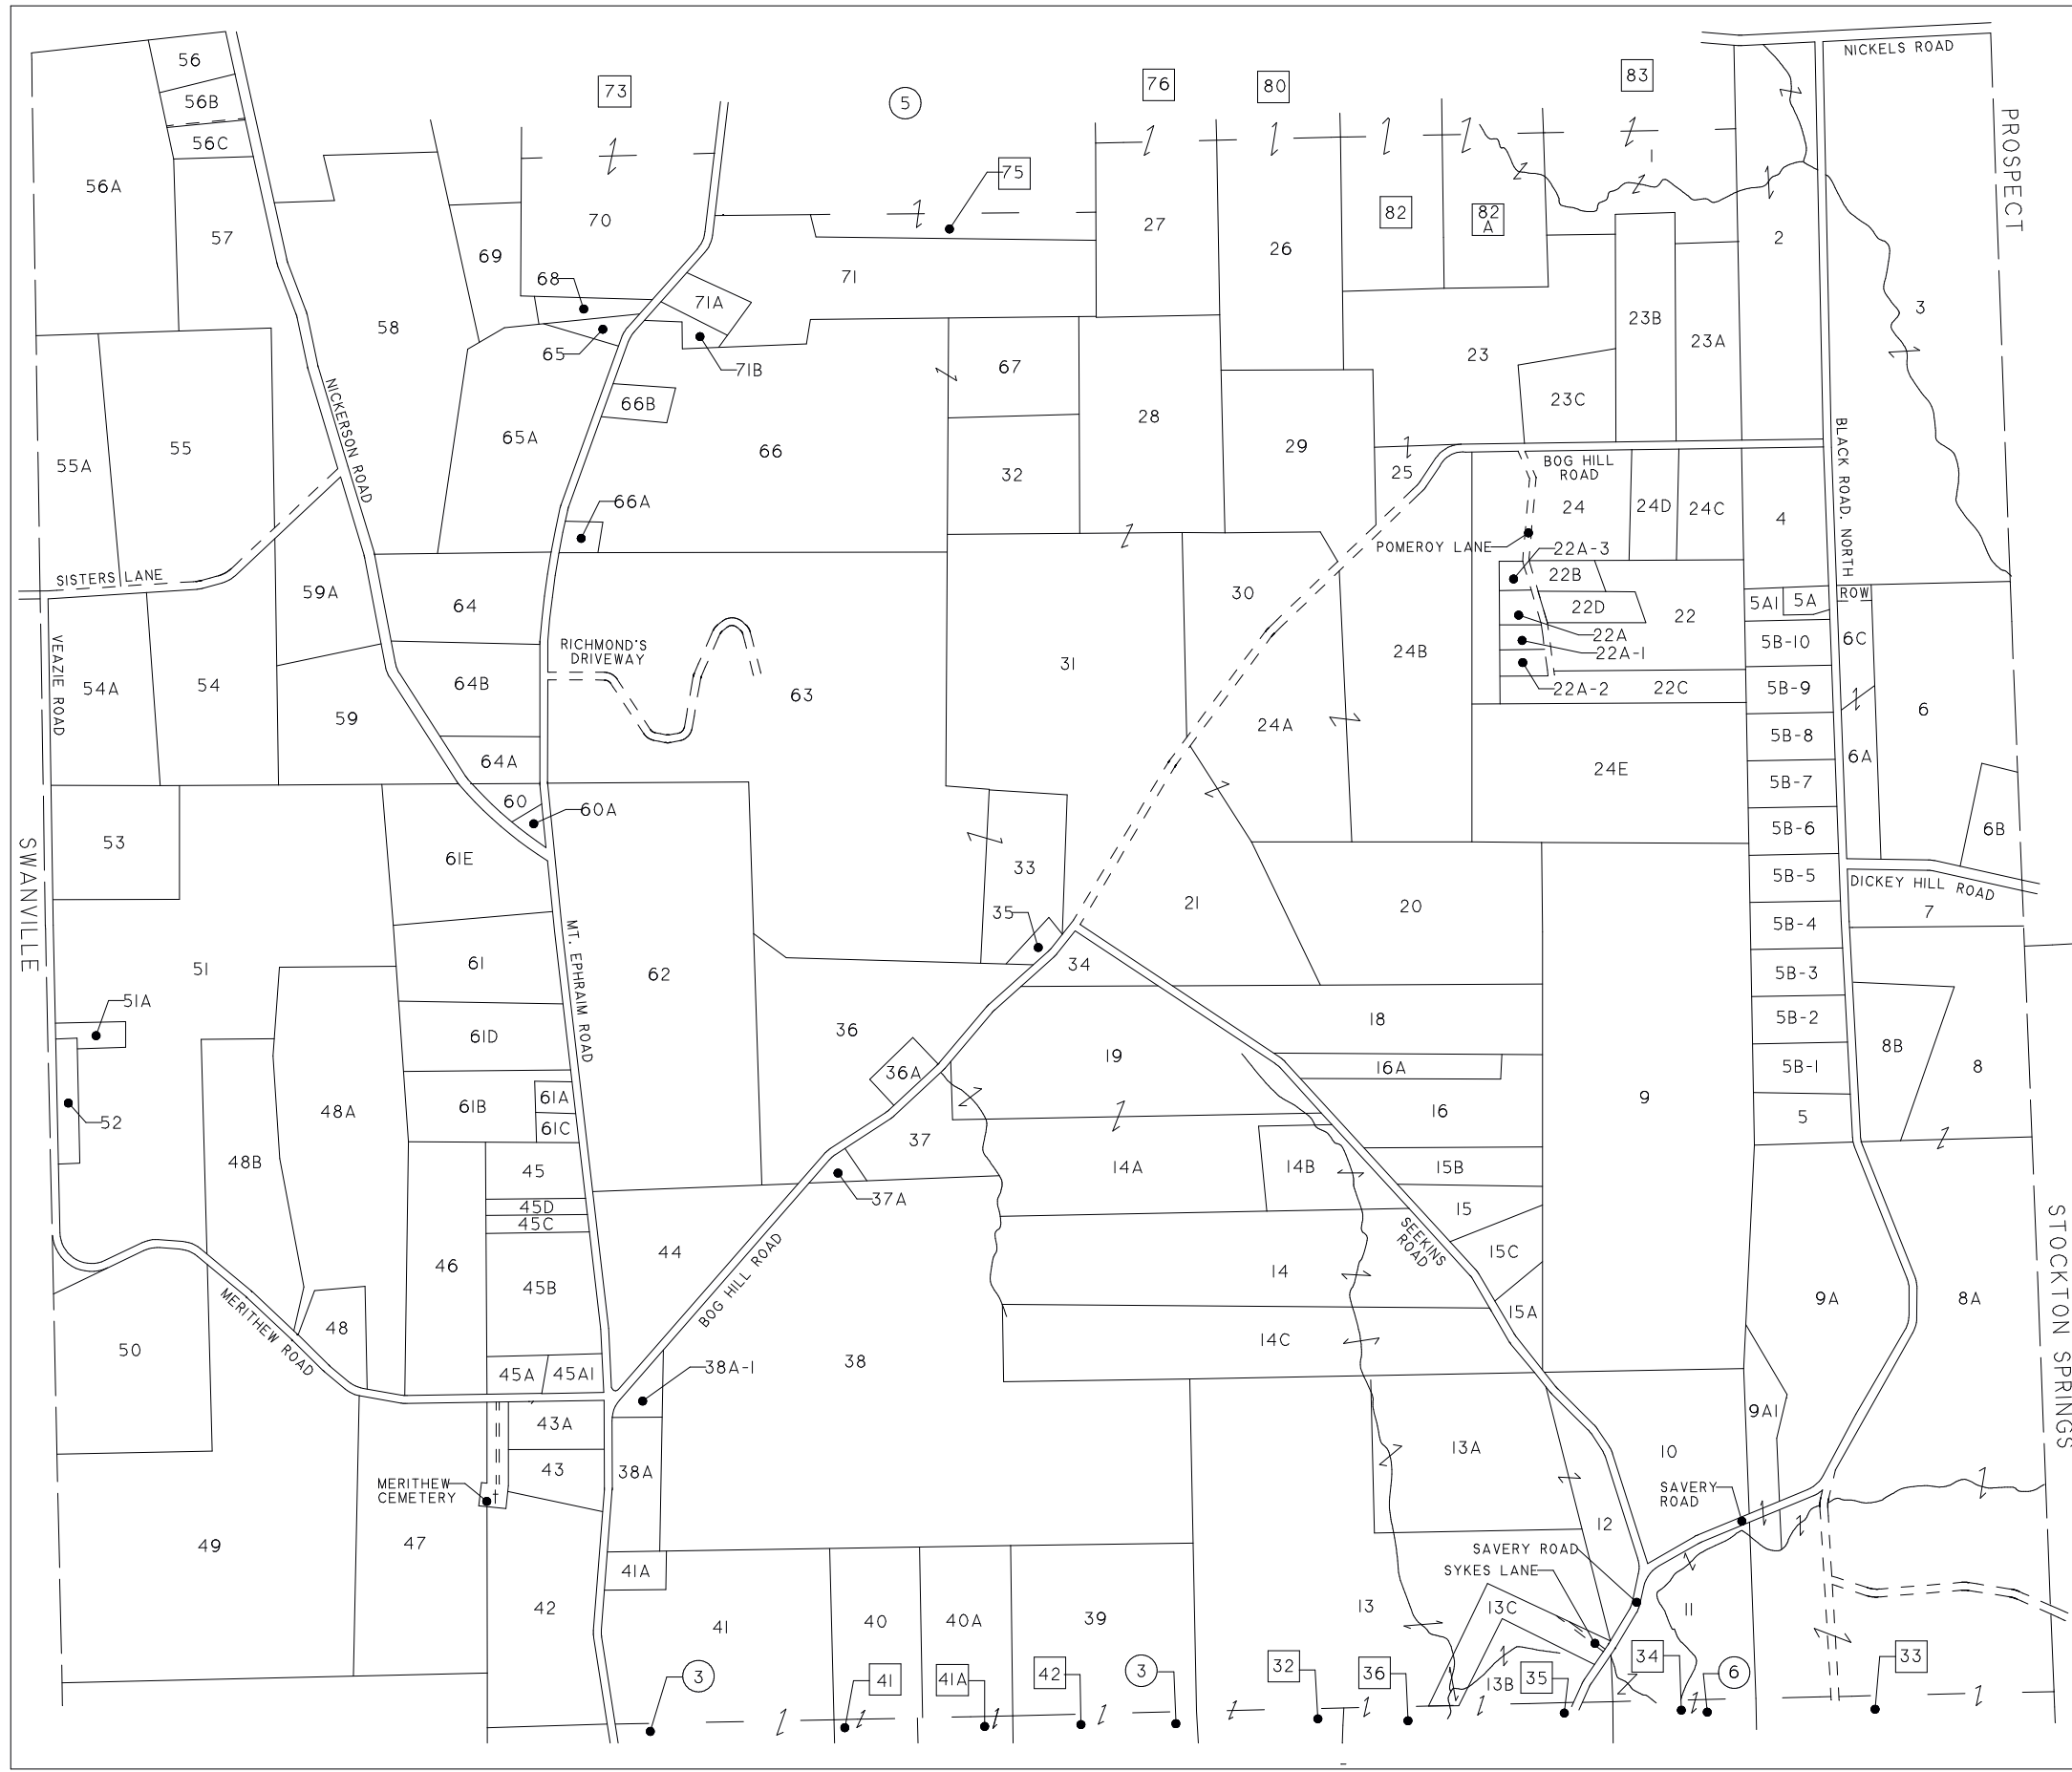 NICKELS ROAD
56
83
76
80
73
5
56B
PROSPECT
56C
1
75
56A
82
82
A
70
27
57
2
26
69
68
71
71A
3
58
23B
65
23
23A
71B
67
66B
23C
28
NICKERSON ROAD
65A
29
55
66
55A
BLACK ROAD. NORTH
BOG HILL
ROAD
25
32
66A
24
24D
24C
4
POMEROY LANE
22A-3
SISTERS LANE
22B
59A
30
ROW
5A1
5A
64
22D
22
22A
VEAZIE ROAD
RICHMOND'S
DRIVEWAY
5B-10
6C
22A-1
24B
31
54A
54
64B
63
22A-2
22C
5B-9
59
24A
6
5B-8
6A
64A
24E
5B-7
60
60A
5B-6
6B
53
SWANVILLE
61E
33
5B-5
DICKEY HILL ROAD
21
20
35
7
MT. EPHRAIM ROAD
5B-4
61
34
51
62
5B-3
51A
18
5B-2
36
61D
19
8B
16A
36A
5B-1
8
61A
9
48A
61B
16
52
61C
5
37
48B
14A
14B
15B
45
37A
45D
15
45C
SEEKINS
ROAD
STOCKTON SPRINGS
44
15C
46
14
BOG HILL ROAD
45B
9A
8A
MERITHEW ROAD
15A
48
14C
50
38
38A-1
45A
45A1
9A1
43A
13A
10
43
38A
MERITHEW
CEMETERY
SAVERY
ROAD
12
49
47
SAVERY ROAD
SYKES LANE
41A
42
13
13C
11
40
40A
39
41
33
34
32
36
3
42
3
41
41A
35
13B
6